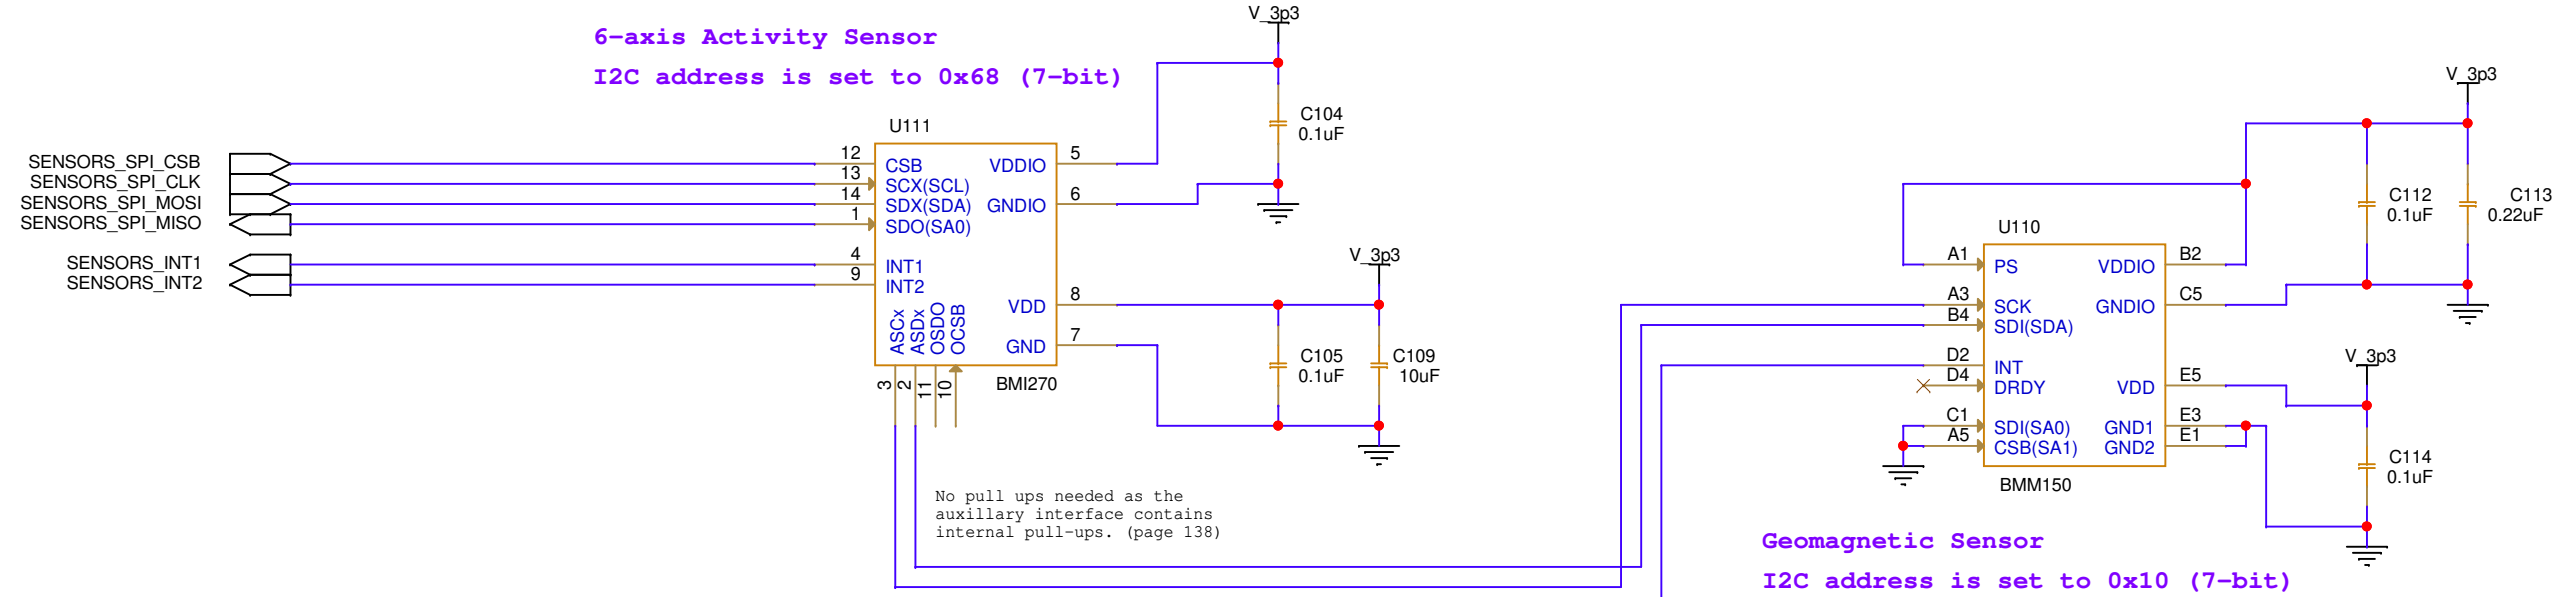 6-axis Activity Sensor
I2C address is set to 0x68 (7-bit)
V_3p3
C104
0.1uF
U111
SENSORS_SPI_CSB
SENSORS_SPI_CLK
SENSORS_SPI_MOSI
SENSORS_SPI_MISO
SENSORS_INT1
SENSORS_INT2
12
13
14
1
4
9
CSB
SCX(SCL)
SDX(SDA)
SDO(SA0)
INT1
INT2
ASCx
ASDx
OSDO
OCSB
3
2
11
10
VDDIO
GNDIO
VDD
GND
5
6
8
7
BMI270
V_3p3
C105
0.1uF
C109
10uF
No pull ups needed as the
auxillary interface contains
internal pull-ups. (page 138)
V_3p3
C112
0.1uF
C113
0.22uF
U110
A1
A3
B4
D2
D4
C1
A5
PS
SCK
SDI(SDA)
INT
DRDY
SDI(SA0)
CSB(SA1)
VDDIO
GNDIO
VDD
GND1
GND2
B2
C5
E5
E3
E1
BMM150
V_3p3
C114
0.1uF
Geomagnetic Sensor
I2C address is set to 0x10 (7-bit)